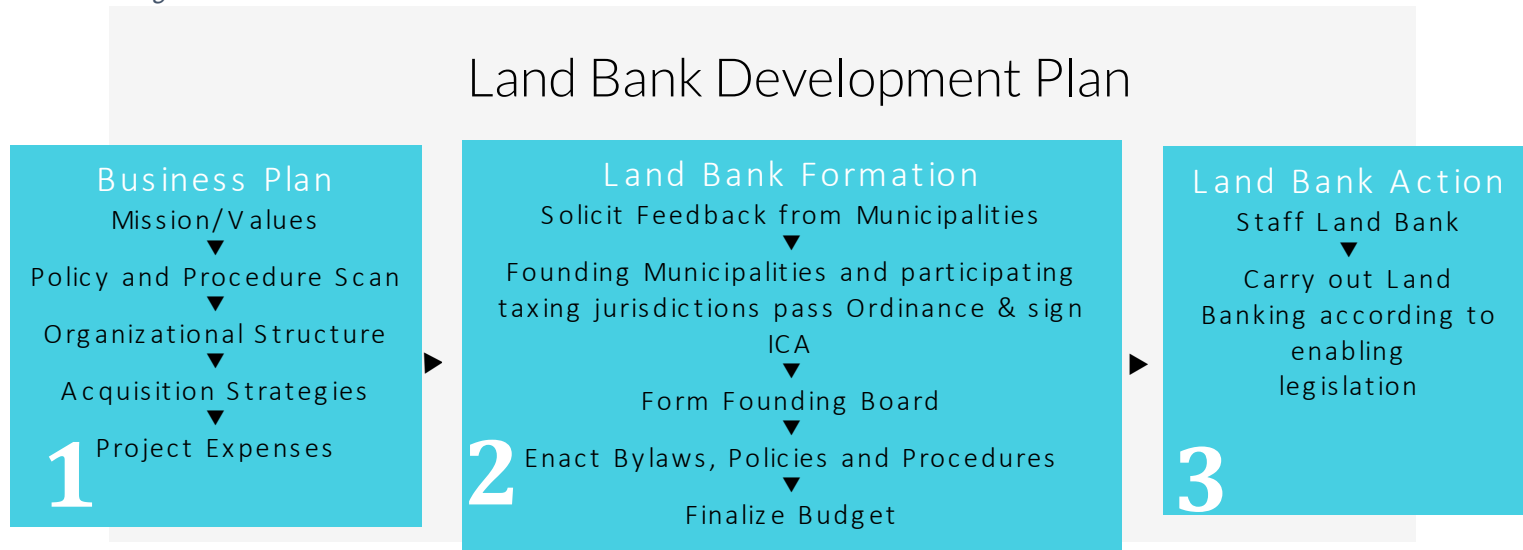 Land Bank Development Plan
Business Plan
Mission/Values
Policy and Procedure Scan
Organizational Structure
Acquisition Strategies
Project Expenses
1
Land Bank Formation
Solicit Feedback from Municipalities
Founding Municipalities and participating
taxing jurisdictions pass Ordinance & sign
ICA
Form Founding Board
Enact Bylaws, Policies and Procedures
Finalize Budget
2
Land Bank Action
Staff Land Bank
Carry out Land
Banking according to
enabling
legislation
3